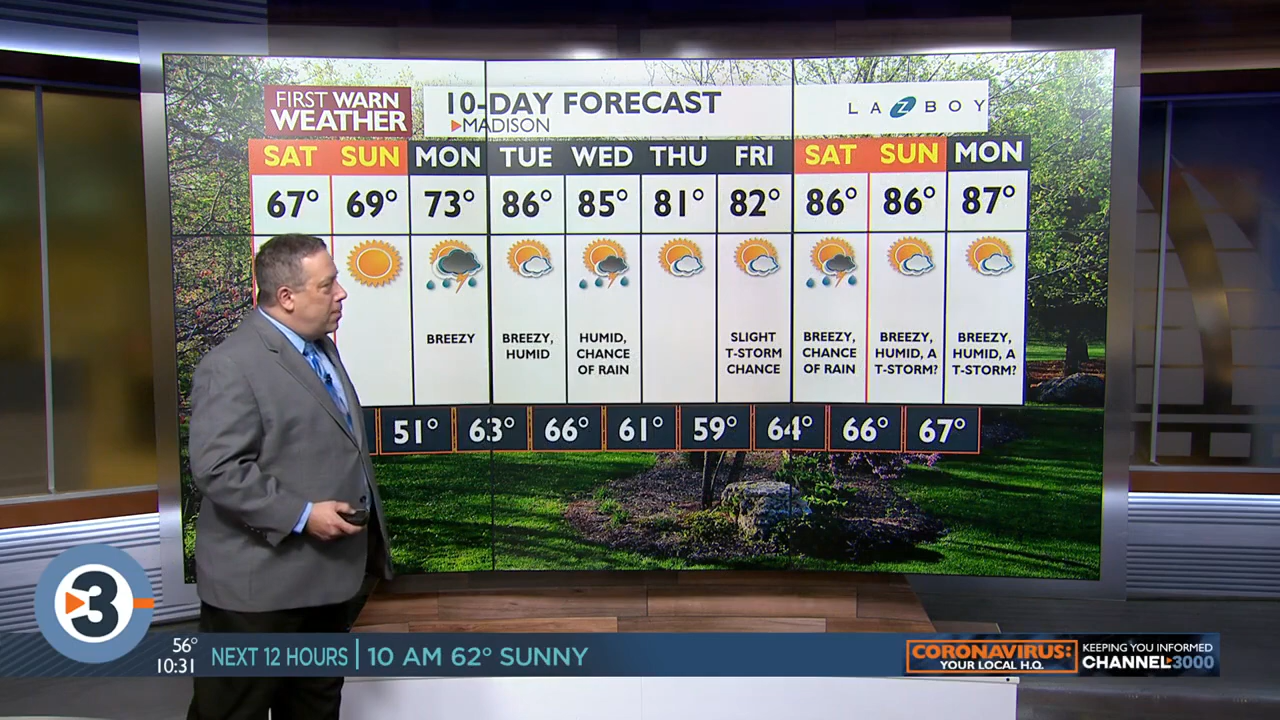 FIRST WARN
WEATHER
10-DAY FORECAST
MADISON
LA Z BOY
SAT SUN MON TUE WED THU FRI SAT SUN MON
67° 69° 73° 86° 85° 81° 82° 86° 86° 87°
BREEZY
BREEZY,
HUMID
HUMID,
CHANCE
OF RAIN
SLIGHT
T-STORM
CHANCE
BREEZY,
CHANCE
OF RAIN
BREEZY,
HUMID, A
T-STORM?
BREEZY,
HUMID, A
T-STORM?
51° 63° 66° 61° 59° 64° 66° 67°
3
56°
10:31
NEXT 12 HOURS 10 AM 62° SUNNY
CORONAVIRUS:
YOUR LOCAL H.Q.
KEEPING YOU INFORMED
CHANNEL3000